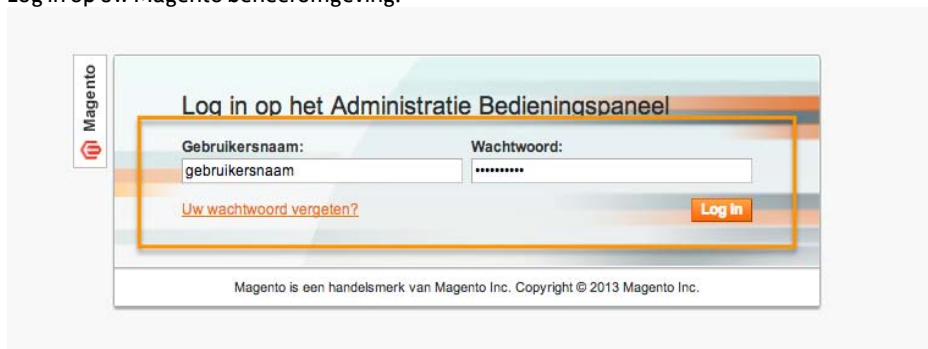 Log in op uw Magento beheeromgeving.
Magento
Log in op het Administratie Bedieningspaneel
Gebruikersnaam: Wachtwoord:
gebruikersnaam ••••••••••
Uw wachtwoord vergeten? Log in
Magento is een handelsmerk van Magento Inc. Copyright © 2013 Magento Inc.